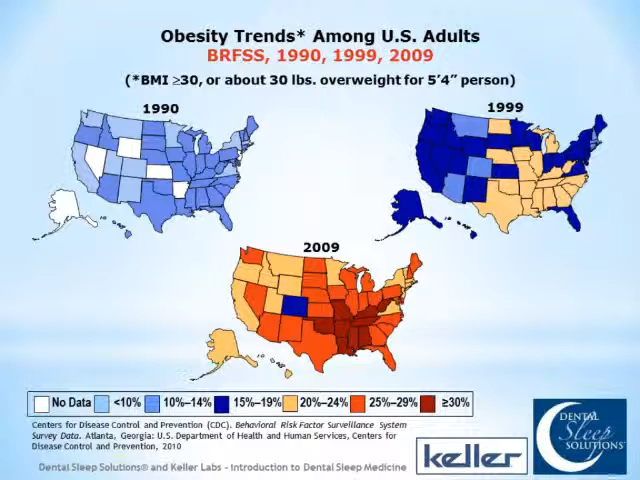 Obesity Trends* Among U.S. Adults
BRFSS, 1990, 1999, 2009
(*BMI ≥30, or about 30 lbs. overweight for 5’4” person)
1990
1999
2009
No Data <10% 10%–14% 15%–19% 20%–24% 25%–29% ≥30%
Centers for Disease Control and Prevention (CDC). Behavioral Risk Factor Surveillance System
Survey Data. Atlanta, Georgia: U.S. Department of Health and Human Services, Centers for
Disease Control and Prevention, 2010
Dental Sleep Solutions® and Keller Labs - Introduction to Dental Sleep Medicine
keller
DENTAL
Sleep
SOLUTIONS